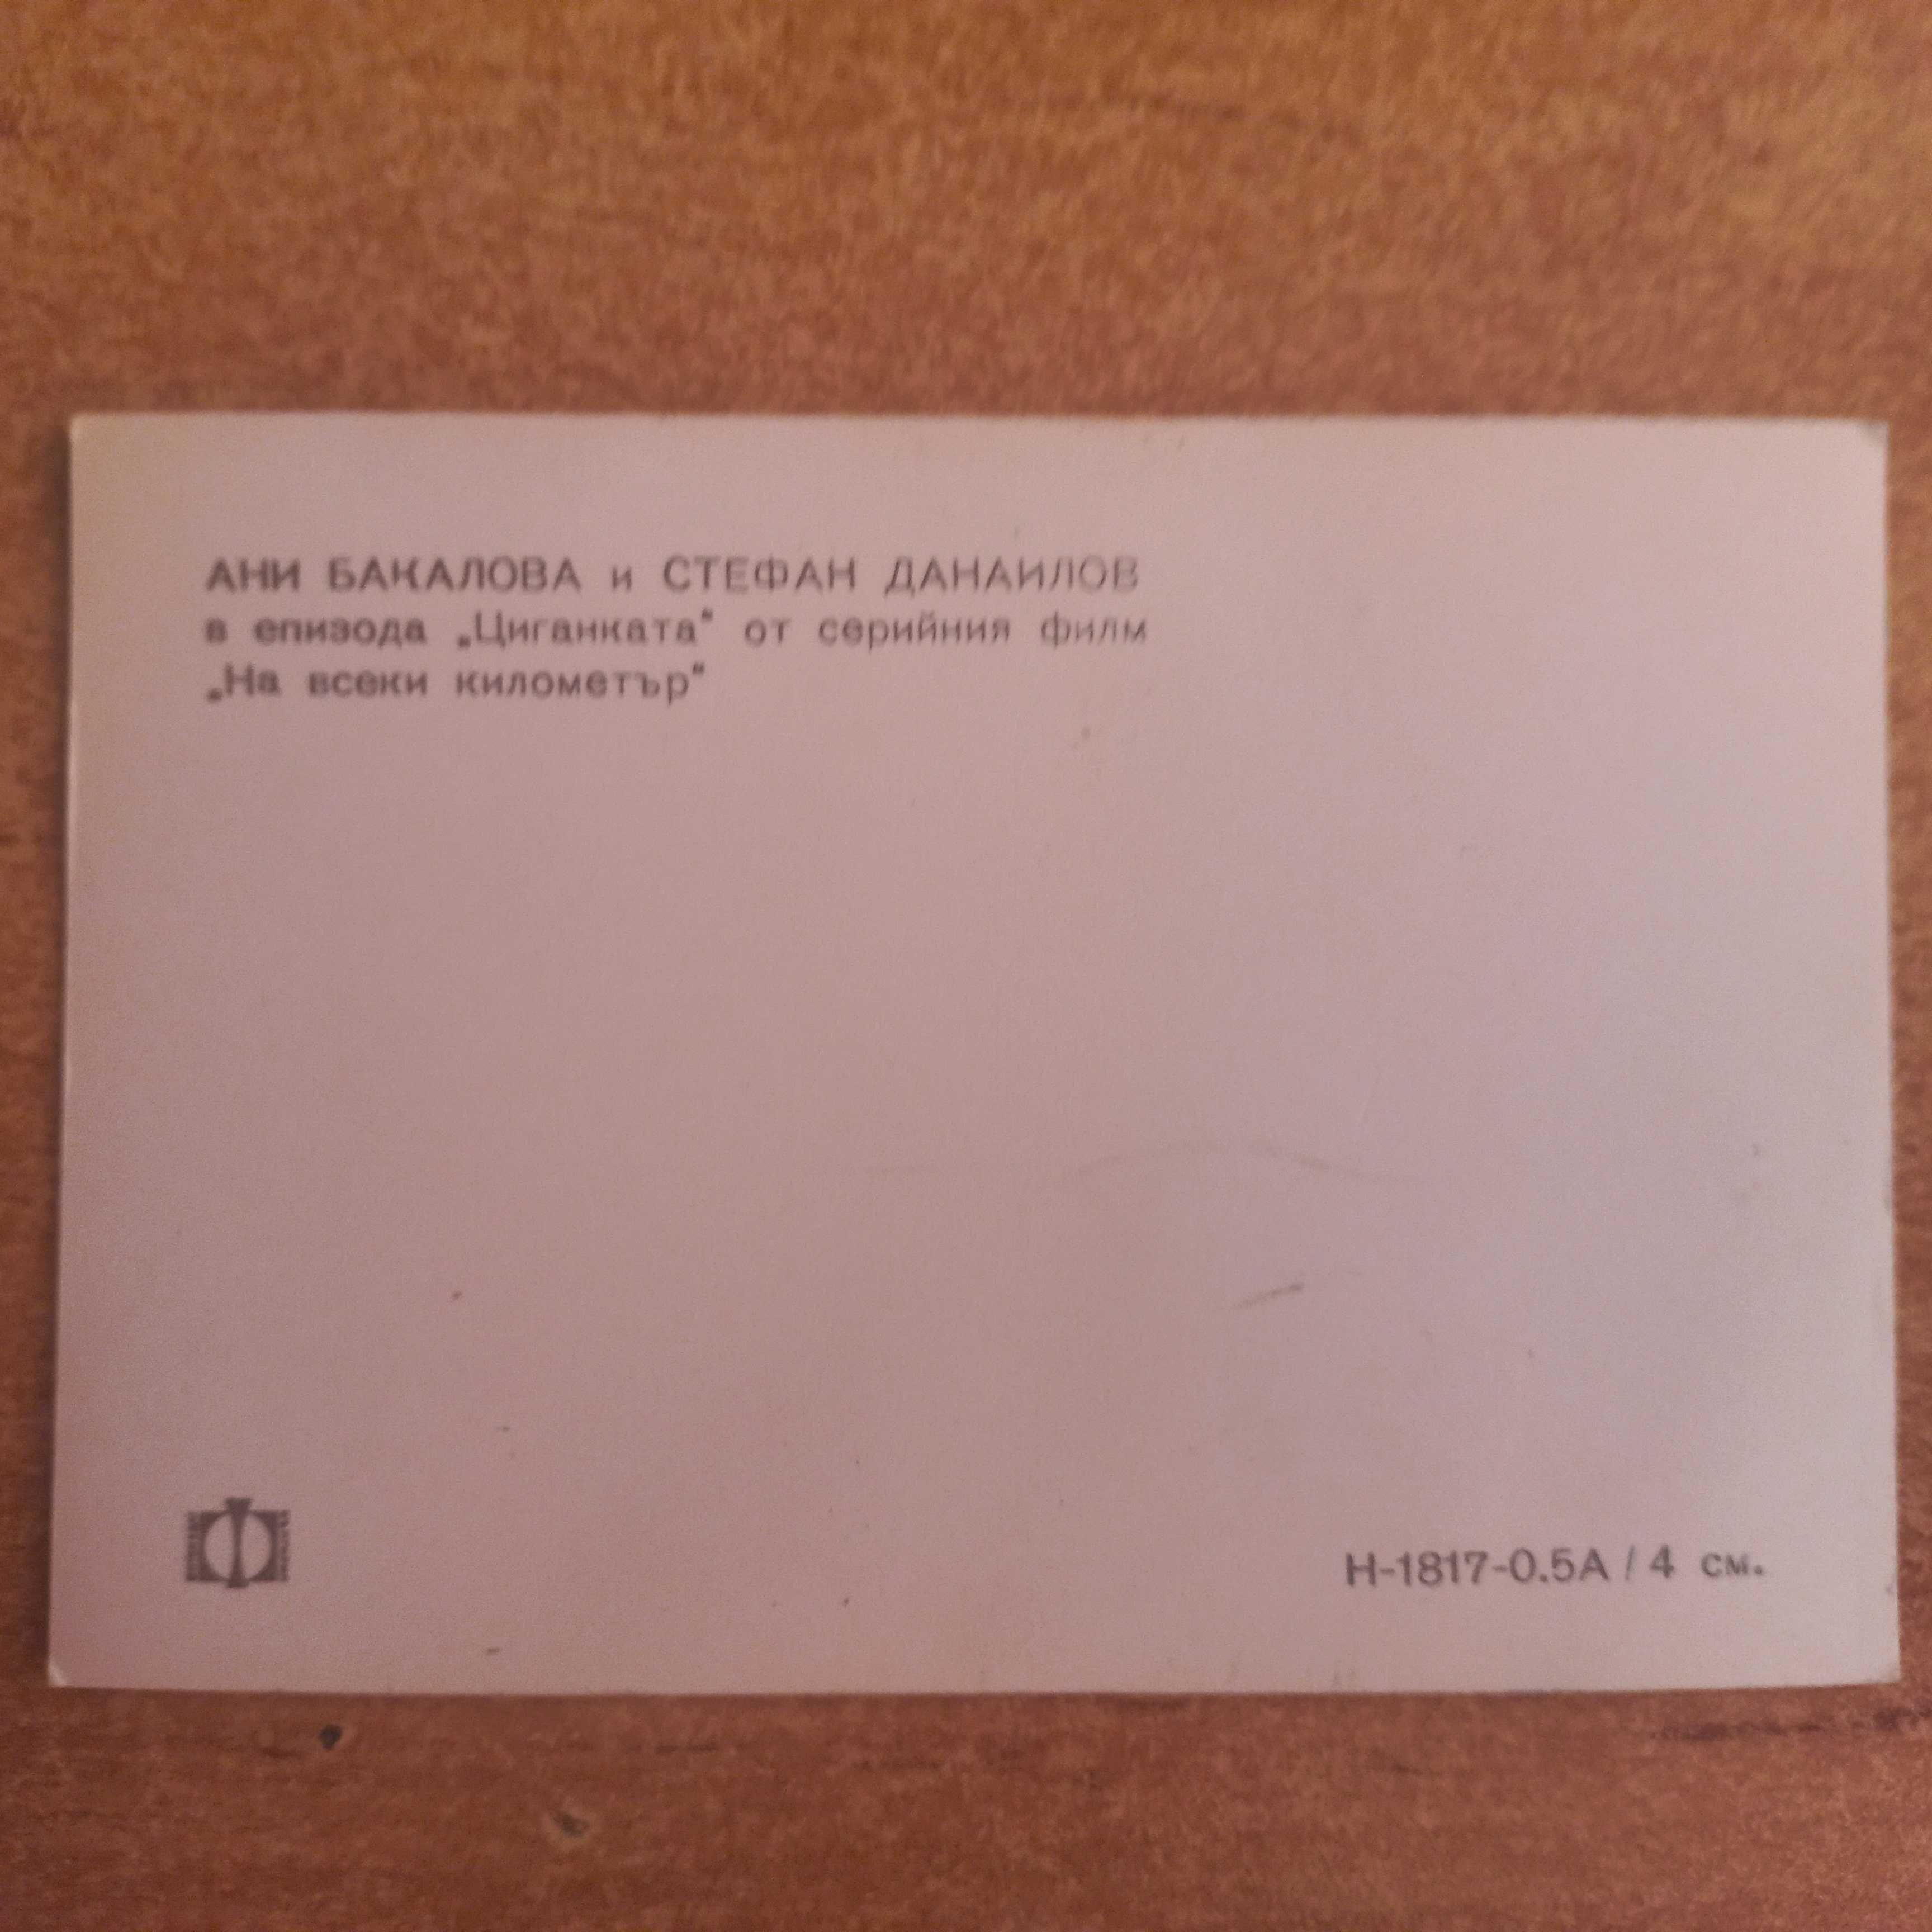 АНИ БАКАЛОВА и СТЕФАН ДАНАИЛОВ
в епизода „Циганката“ от серийния филм
„На всеки километър“
Н-1817-0.5А / 4 см.